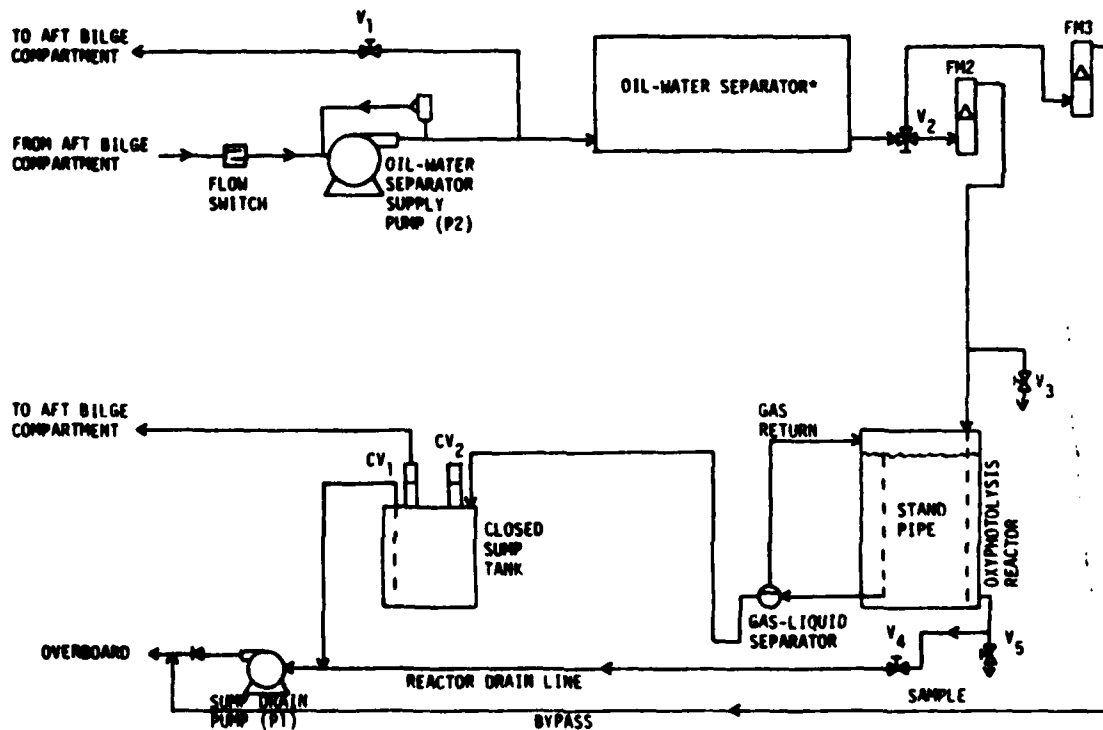 V1
TO AFT BILGE
COMPARTMENT
FM3
OIL-WATER SEPARATOR*
FM2
V2
FROM AFT BILGE
COMPARTMENT
FLOW
SWITCH
OIL-WATER
SEPARATOR
SUPPLY
PUMP (P2)
V3
TO AFT BILGE
COMPARTMENT
GAS
RETURN
CV1
CV2
STAND
PIPE
OXYPHOTOLYSIS
REACTOR
CLOSED
SUMP
TANK
GAS-LIQUID
SEPARATOR
V4
V5
OVERBOARD
REACTOR DRAIN LINE
SUMP DRAIN
PUMP (P1)
SAMPLE
BYPASS